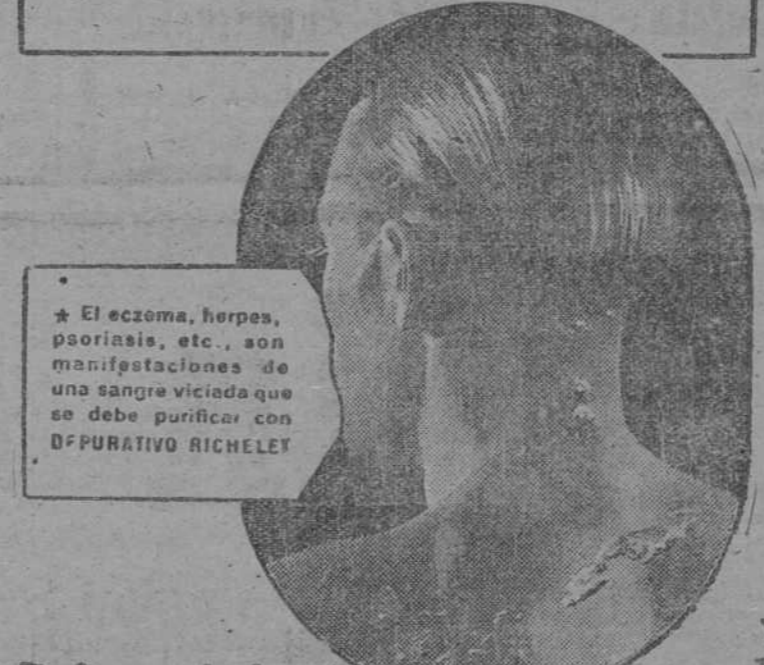 ★ El eczema, herpes,
psoriasis, etc., son
manifestaciones de
una sangre viciada que
se debe purificar con
DEPURATIVO RICHELET